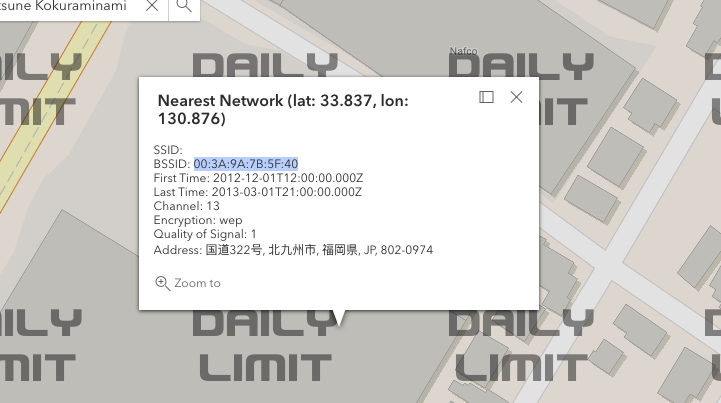 tsune Kokuraminami
Nafco
DAILY DAILY DAILY
LIMIT LIMIT LIMIT
Nearest Network (lat: 33.837, lon:
130.876)
SSID:
BSSID: 00:3A:9A:7B:5F:40
First Time: 2012-12-01T12:00:00.000Z
Last Time: 2013-03-01T21:00:00.000Z
Channel: 13
Encryption: wep
Quality of Signal: 1
Address: 国道322号, 北九州市, 福岡県, JP, 802-0974
Zoom to
DAILY DAILY DAILY
LIMIT LIMIT LIMIT